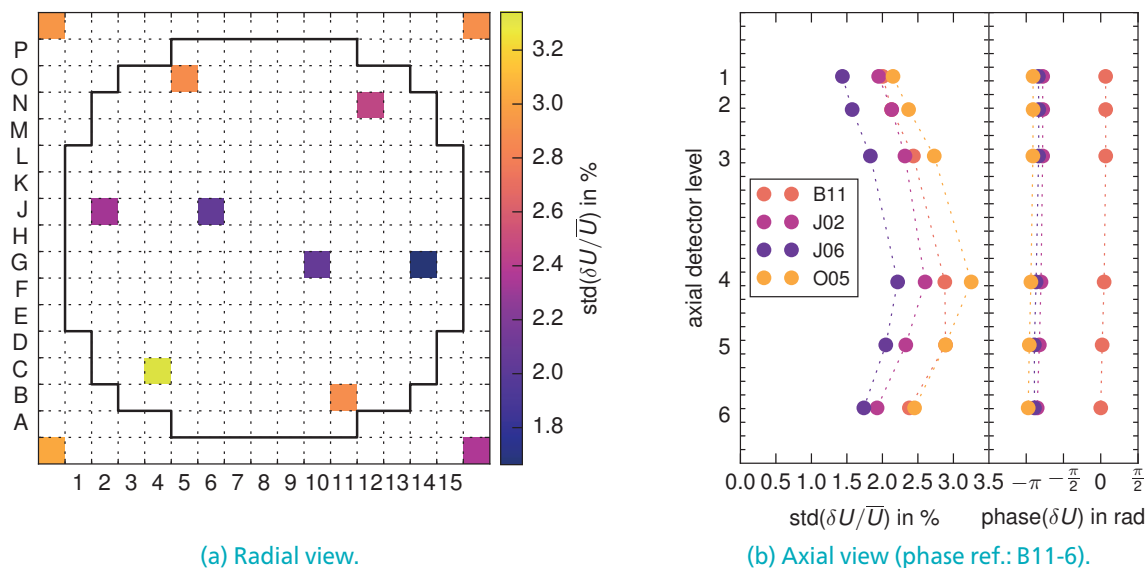 P
O
N
M
L
K
J
H
G
F
E
D
C
B
A
1 2 3 4 5 6 7 8 9 10 11 12 13 14 15
3.2
3.0
2.8
2.6
2.4
2.2
2.0
1.8
std(δU/U̅) in %
(a) Radial view.
axial detector level
1
2
3
4
5
6
B11
J02
J06
O05
0.0 0.5 1.0 1.5 2.0 2.5 3.0 3.5
−π −π/2 0 π/2
std(δU/U̅) in %
phase(δU) in rad
(b) Axial view (phase ref.: B11-6).